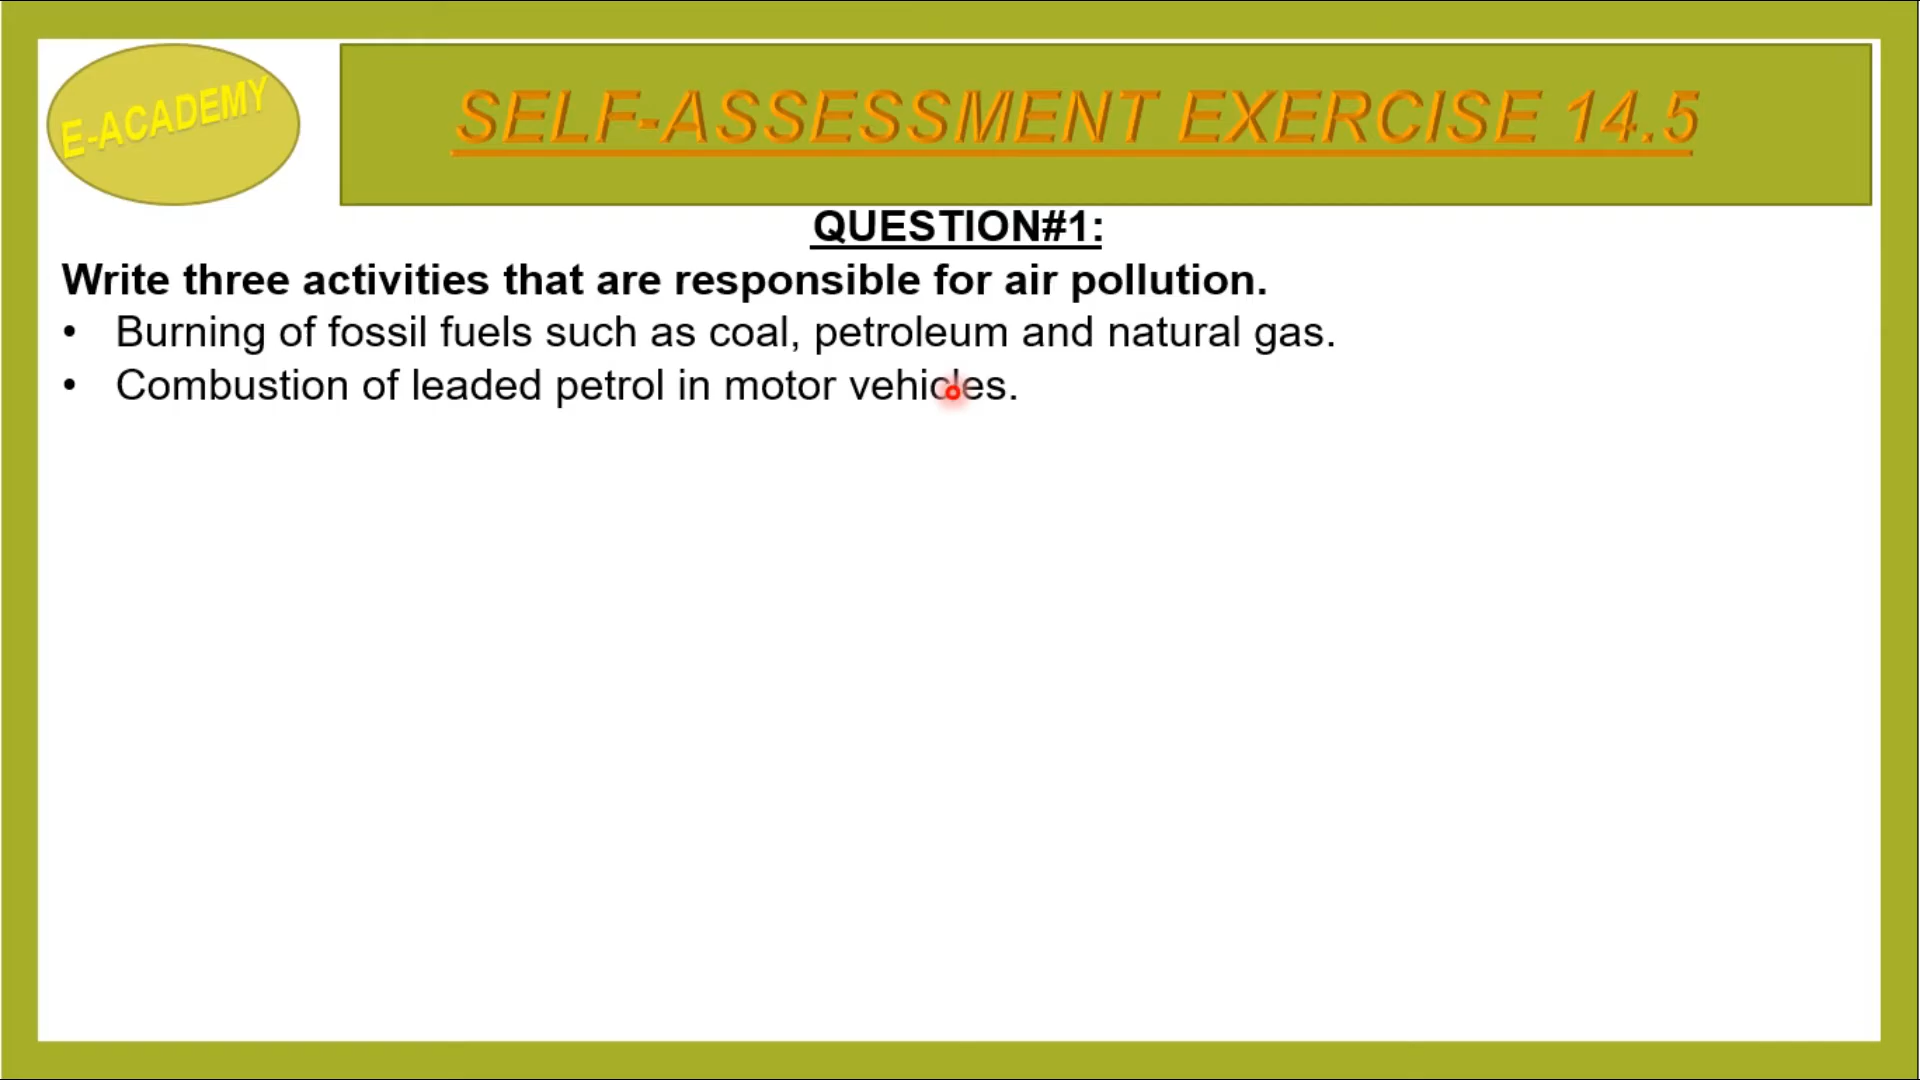 E-ACADEMY
SELF-ASSESSMENT EXERCISE 14.5
QUESTION#1:
Write three activities that are responsible for air pollution.
• Burning of fossil fuels such as coal, petroleum and natural gas.
• Combustion of leaded petrol in motor vehicles.